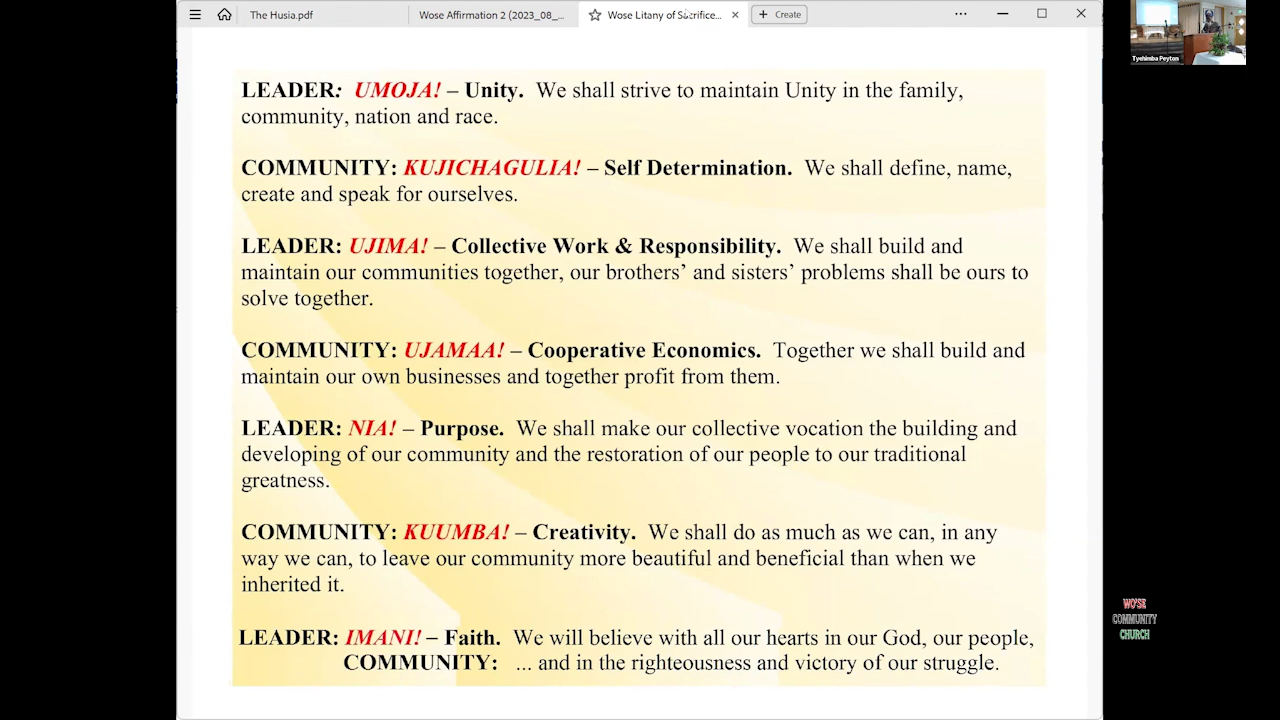 The Husia.pdf
Wose Affirmation 2 (2023_08_...
Wose Litany of Sacrifice...
Create
Tyehimba Peyton
LEADER: UMOJA! – Unity. We shall strive to maintain Unity in the family,
community, nation and race.
COMMUNITY: KUJICHAGULIA! – Self Determination. We shall define, name,
create and speak for ourselves.
LEADER: UJIMA! – Collective Work & Responsibility. We shall build and
maintain our communities together, our brothers’ and sisters’ problems shall be ours to
solve together.
COMMUNITY: UJAMAA! – Cooperative Economics. Together we shall build and
maintain our own businesses and together profit from them.
LEADER: NIA! – Purpose. We shall make our collective vocation the building and
developing of our community and the restoration of our people to our traditional
greatness.
COMMUNITY: KUUMBA! – Creativity. We shall do as much as we can, in any
way we can, to leave our community more beautiful and beneficial than when we
inherited it.
LEADER: IMANI! – Faith. We will believe with all our hearts in our God, our people,
COMMUNITY: ... and in the righteousness and victory of our struggle.
WO'SE
COMMUNITY
CHURCH